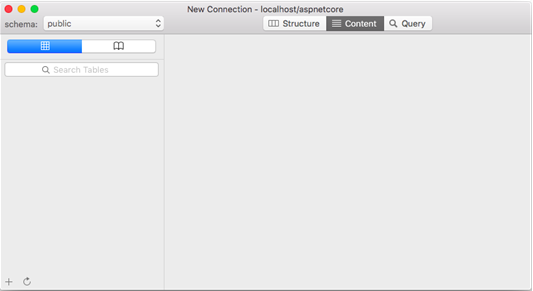 New Connection - localhost/aspnetcore
schema: public Structure Content Query
Search Tables